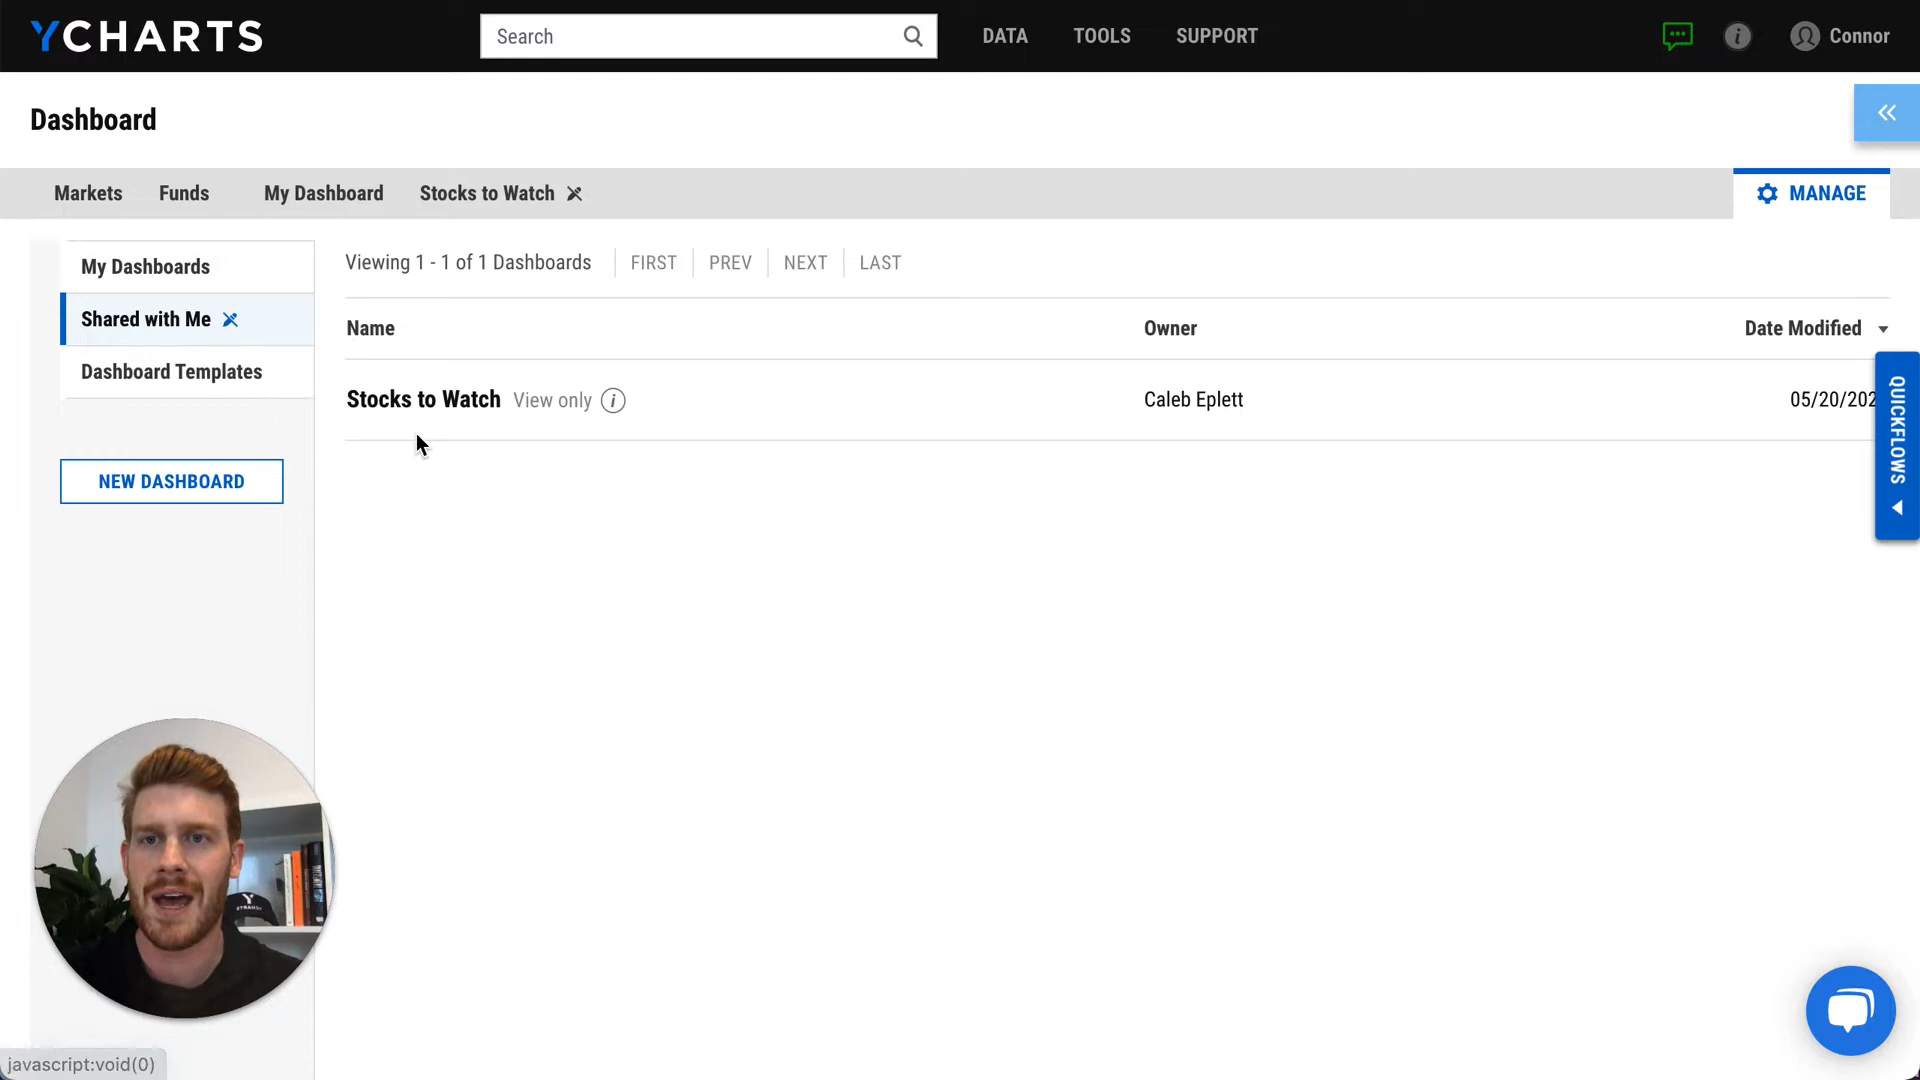 YCHARTS
Search
DATA
TOOLS
SUPPORT
Connor
Dashboard
Markets
Funds
My Dashboard
Stocks to Watch
MANAGE
My Dashboards
Shared with Me
Dashboard Templates
NEW DASHBOARD
Viewing 1 - 1 of 1 Dashboards
FIRST
PREV
NEXT
LAST
Name
Owner
Date Modified
Stocks to Watch View only
Caleb Eplett
05/20/202
QUICKFLOWS
javascript:void(0)